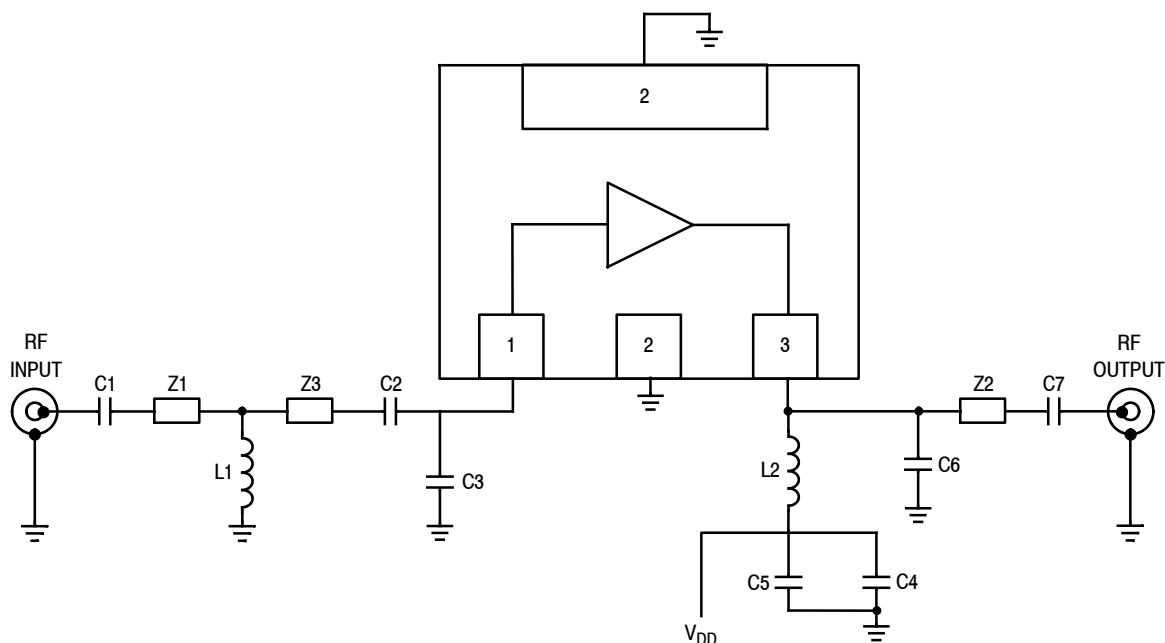 2
1
2
3
RF
INPUT
C1
Z1
Z3
C2
L1
C3
L2
C6
Z2
C7
RF
OUTPUT
C5
C4
VDD